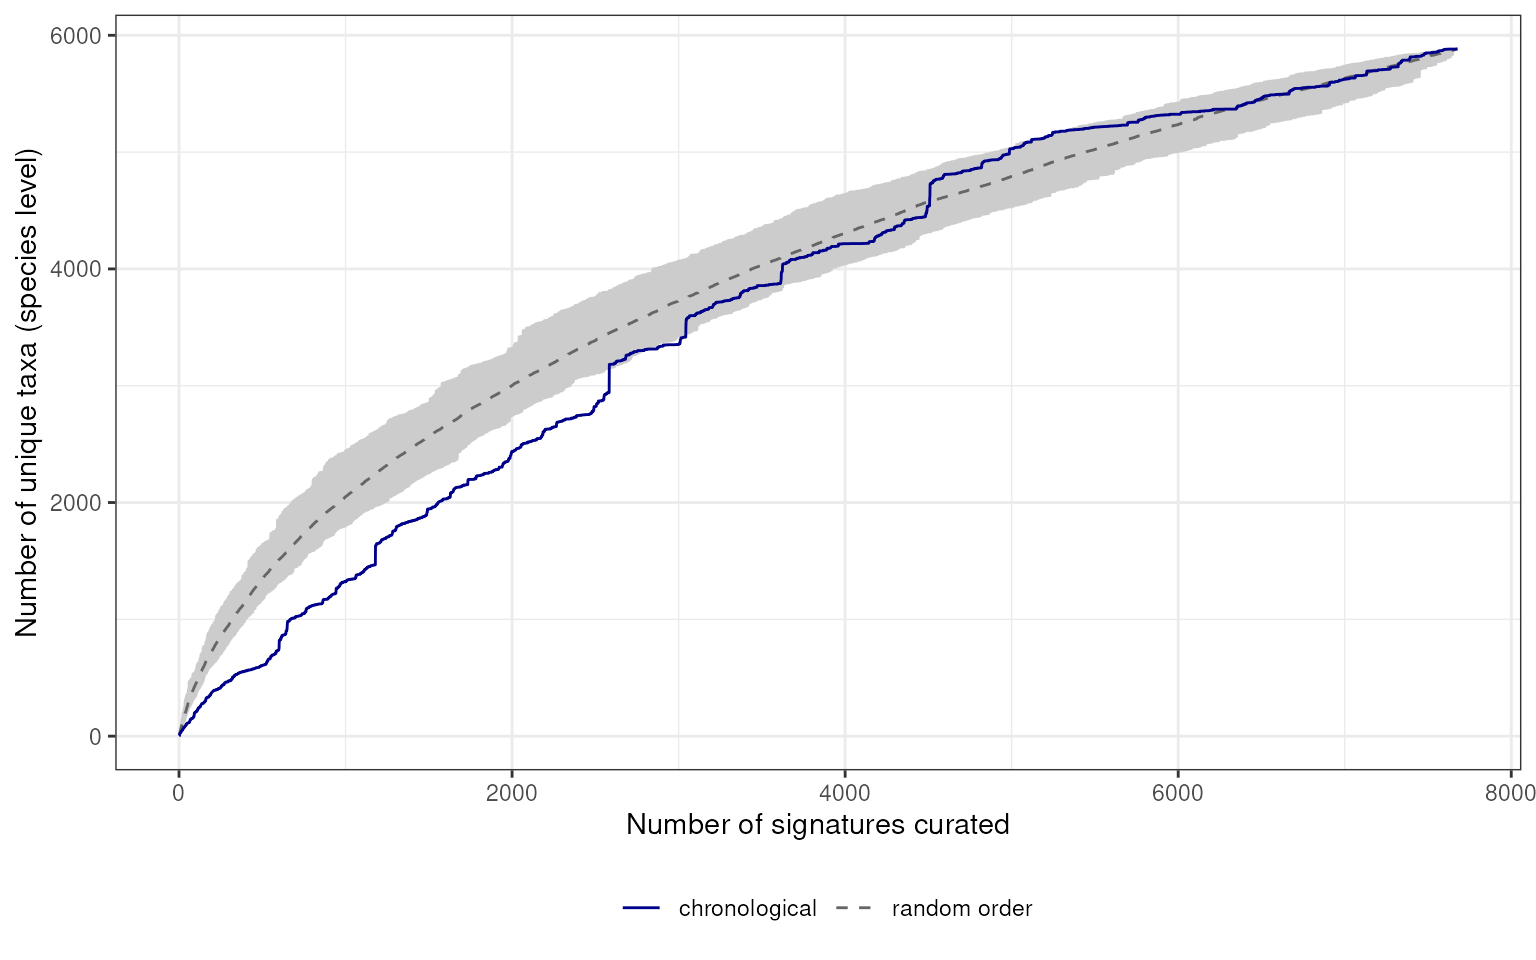 Number of unique taxa (species level)
6000
4000
2000
0
0 2000 4000 6000 8000
Number of signatures curated
chronological random order